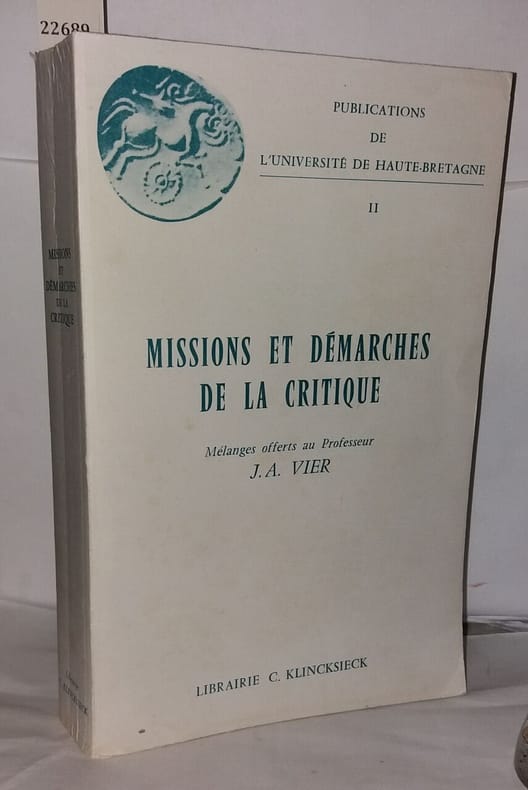 22689
PUBLICATIONS
DE
L'UNIVERSITÉ DE HAUTE-BRETAGNE
II
MISSIONS ET DÉMARCHES
DE LA CRITIQUE
Mélanges offerts au Professeur
J. A. VIER
LIBRAIRIE C. KLINCKSIECK
MISSIONS
ET
DÉMARCHES
DE LA
CRITIQUE